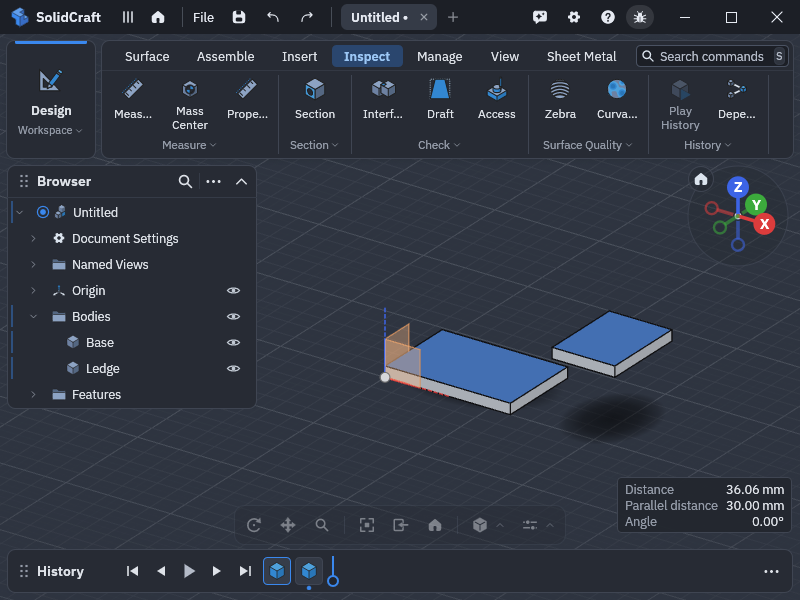 SolidCraft
File
Untitled •
Design
Workspace
Surface
Assemble
Insert
Inspect
Manage
View
Sheet Metal
Search commands
S
Meas...
Mass
Center
Prope...
Measure
Section
Section
Interf...
Draft
Access
Check
Zebra
Curva...
Surface Quality
Play
History
Depe...
History
Browser
Untitled
Document Settings
Named Views
Origin
Bodies
Base
Ledge
Features
Z
Y
X
Distance 36.06 mm
Parallel distance 30.00 mm
Angle 0.00°
History